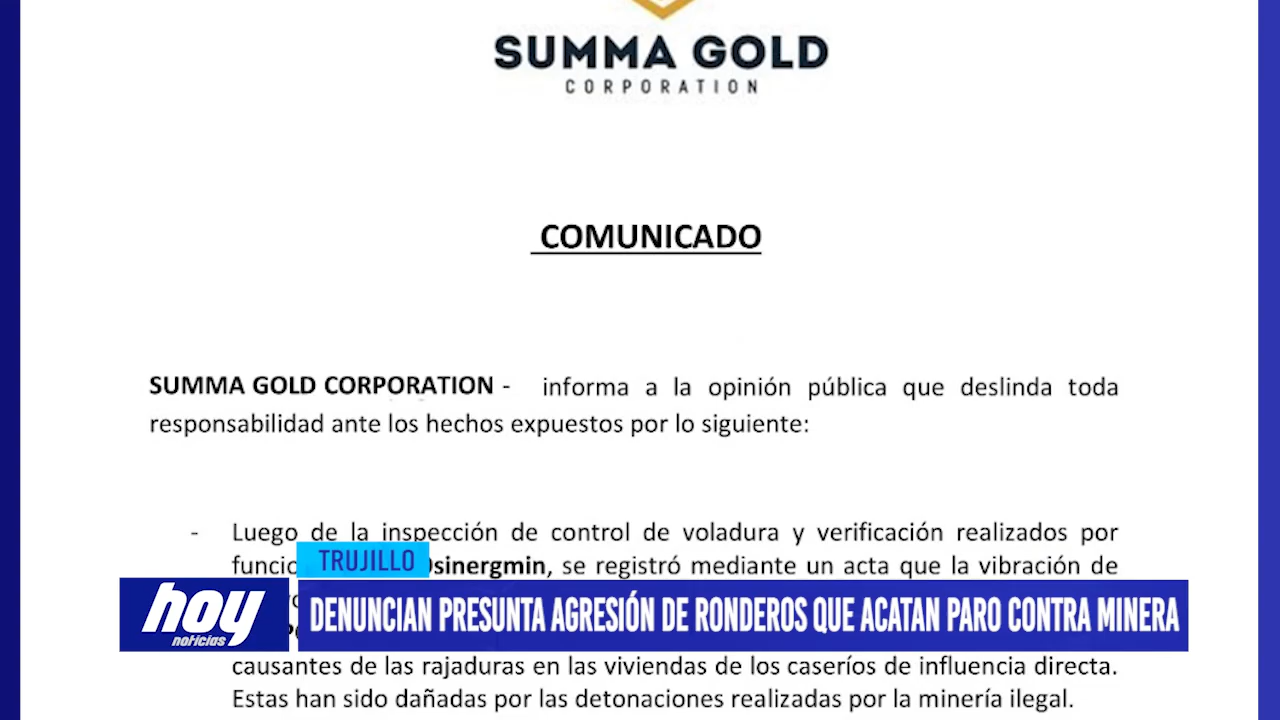 SUMMA GOLD
CORPORATION
COMUNICADO
SUMMA GOLD CORPORATION - informa a la opinión pública que deslinda toda
responsabilidad ante los hechos expuestos por lo siguiente:
- Luego de la inspección de control de voladura y verificación realizados por
se registró mediante un acta que la vibración de
causantes de las rajaduras en las viviendas de los caseríos de influencia directa.
Estas han sido dañadas por las detonaciones realizadas por la minería ilegal.
TRUJILLO
hoy
noticias
DENUNCIAN PRESUNTA AGRESIÓN DE RONDEROS QUE ACATAN PARO CONTRA MINERA